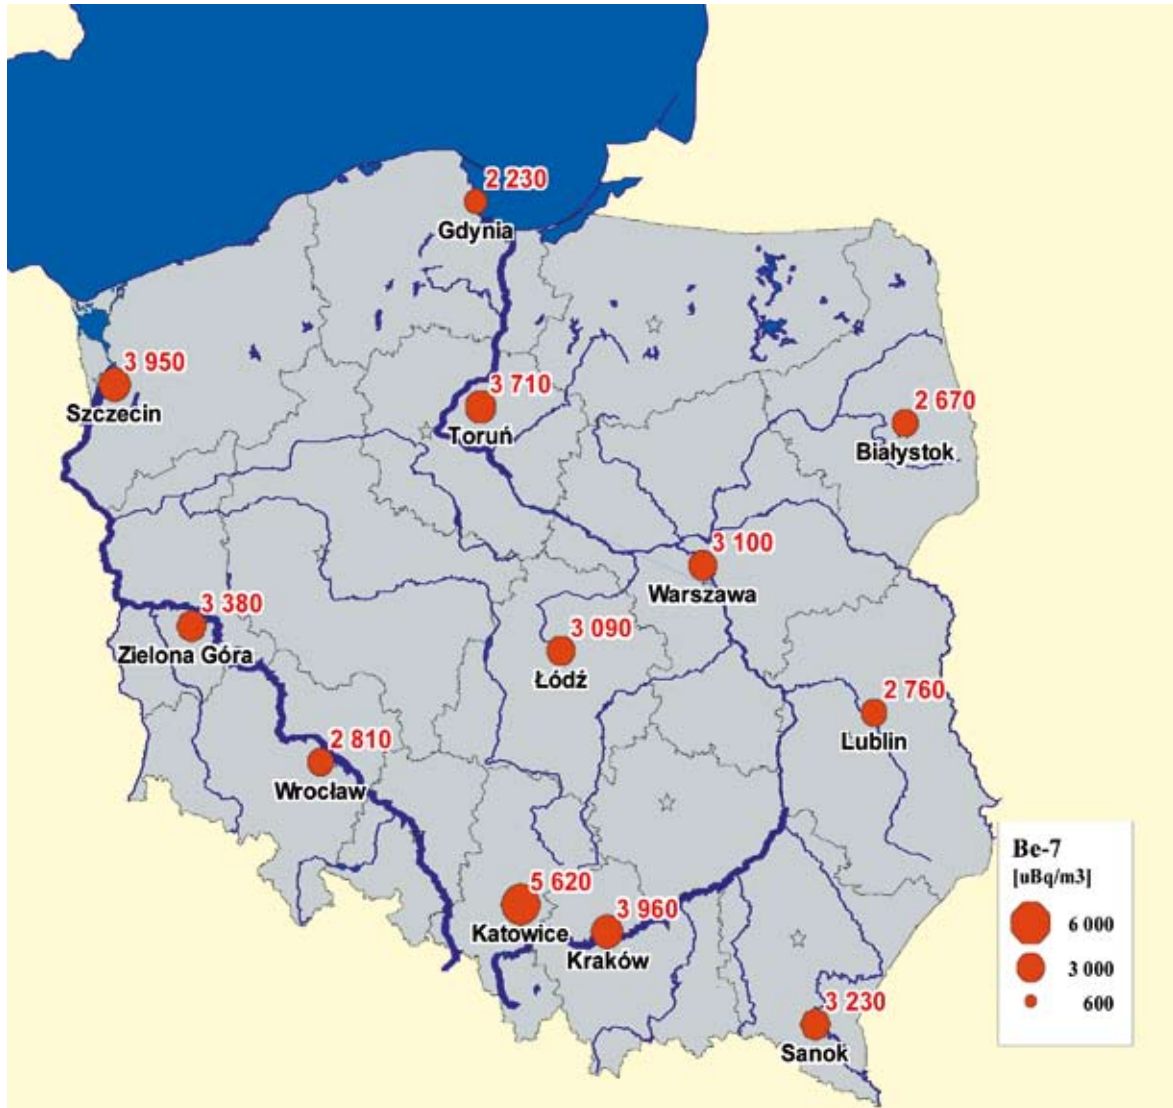 2 230
Gdynia
3 950
Szczecin
3 710
Toruń
2 670
Białystok
3 100
Warszawa
3 380
Zielona Góra
3 090
Łódź
2 760
Lublin
2 810
Wrocław
5 620
Katowice
3 960
Kraków
3 230
Sanok
Be-7
[uBq/m3]
6 000
3 000
600